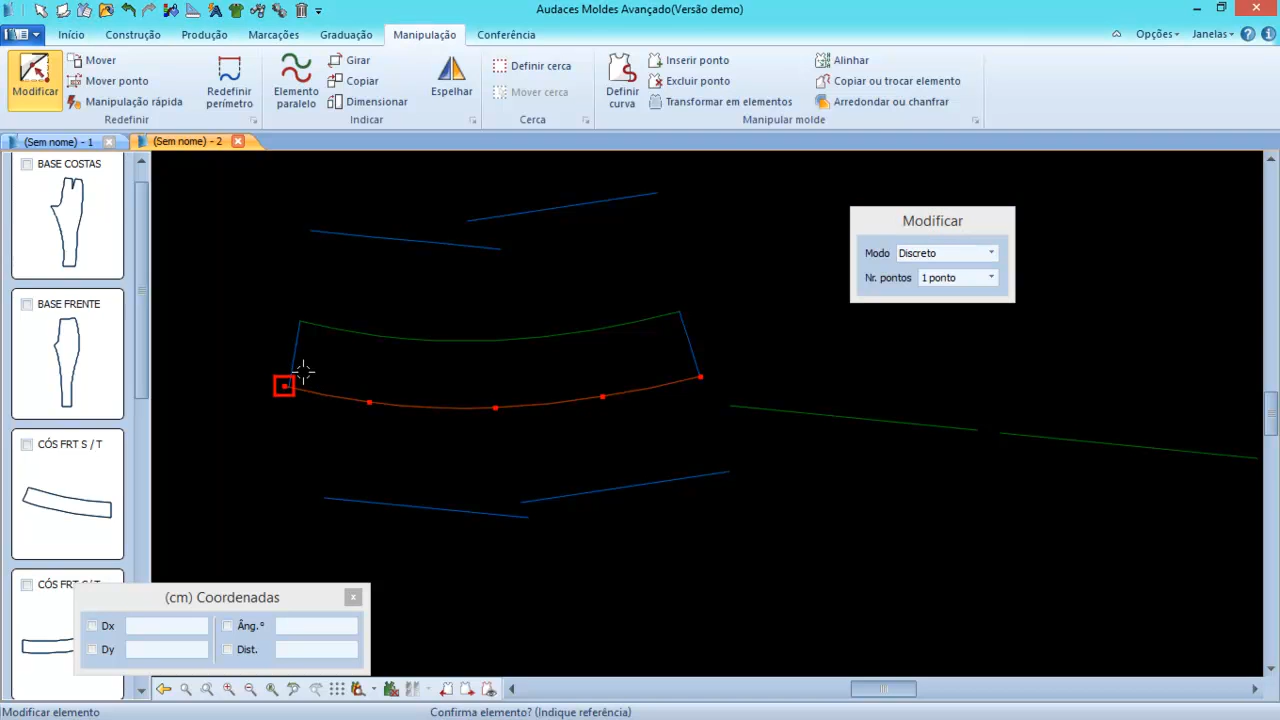 Audaces Moldes Avançado(Versão demo)
Início
Construção
Produção
Marcações
Graduação
Manipulação
Conferência
Opções
Janelas
Modificar
Mover
Mover ponto
Manipulação rápida
Redefinir perímetro
Redefinir
Elemento paralelo
Girar
Copiar
Dimensionar
Espelhar
Indicar
Definir cerca
Mover cerca
Cerca
Definir curva
Inserir ponto
Excluir ponto
Transformar em elementos
Alinhar
Copiar ou trocar elemento
Arredondar ou chanfrar
Manipular molde
(Sem nome) - 1
(Sem nome) - 2
BASE COSTAS
BASE FRENTE
CÓS FRT S / T
Modificar
Modo Discreto
Nr. pontos 1 ponto
(cm) Coordenadas
Dx
Âng.º
Dy
Dist.
Modificar elemento
Confirma elemento? (Indique referência)